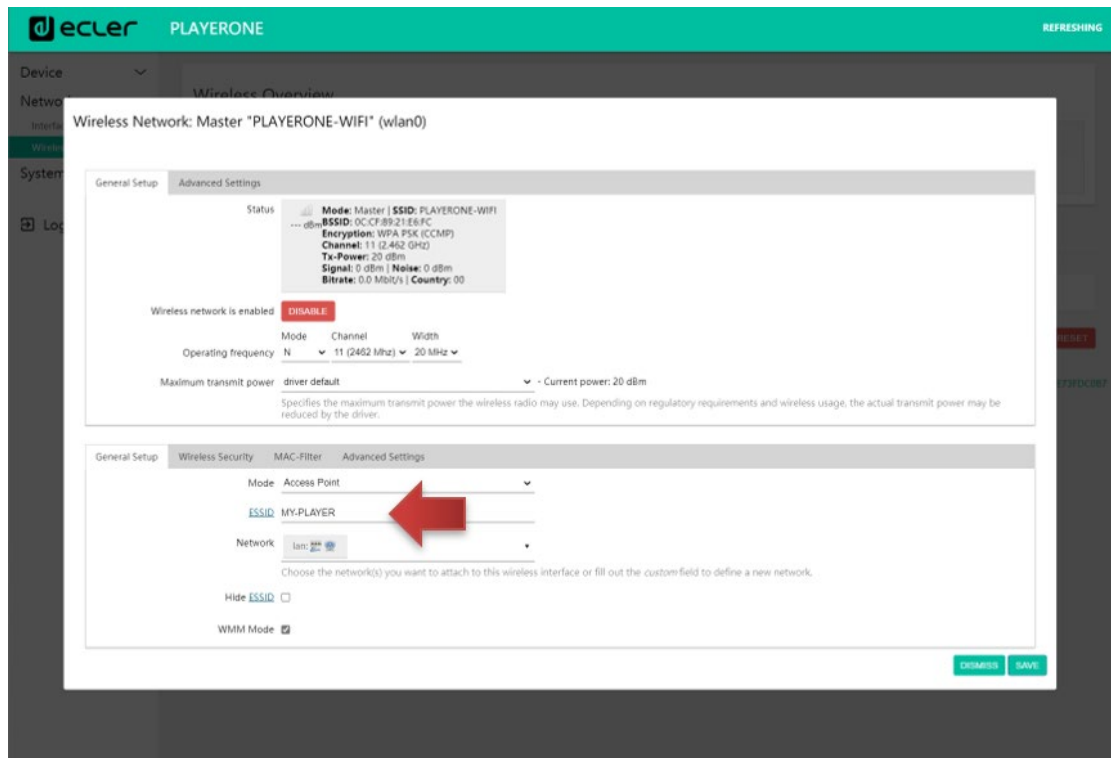 ecler PLAYERONE REFRESHING
Device
Wireless Overview
Wireless Network: Master "PLAYERONE-WIFI" (wlan0)
System
General Setup Advanced Settings
Status
Mode: Master | SSID: PLAYERONE-WIFI
--- dBm BSSID: 0C:CF:89:21:E6:FC
Encryption: WPA PSK (CCMP)
Channel: 11 (2.462 GHz)
Tx-Power: 20 dBm
Signal: 0 dBm | Noise: 0 dBm
Bitrate: 0.0 Mbit/s | Country: 00
Wireless network is enabled DISABLE
Mode Channel Width
Operating frequency N 11 (2462 Mhz) 20 MHz
Maximum transmit power driver default - Current power: 20 dBm
Specifies the maximum transmit power the wireless radio may use. Depending on regulatory requirements and wireless usage, the actual transmit power may be
reduced by the driver.
RESET
General Setup Wireless Security MAC-Filter Advanced Settings
Mode Access Point
ESSID MY-PLAYER
Network lan:
Choose the network(s) you want to attach to this wireless interface or fill out the custom field to define a new network.
Hide ESSID
WMM Mode
DISMISS SAVE